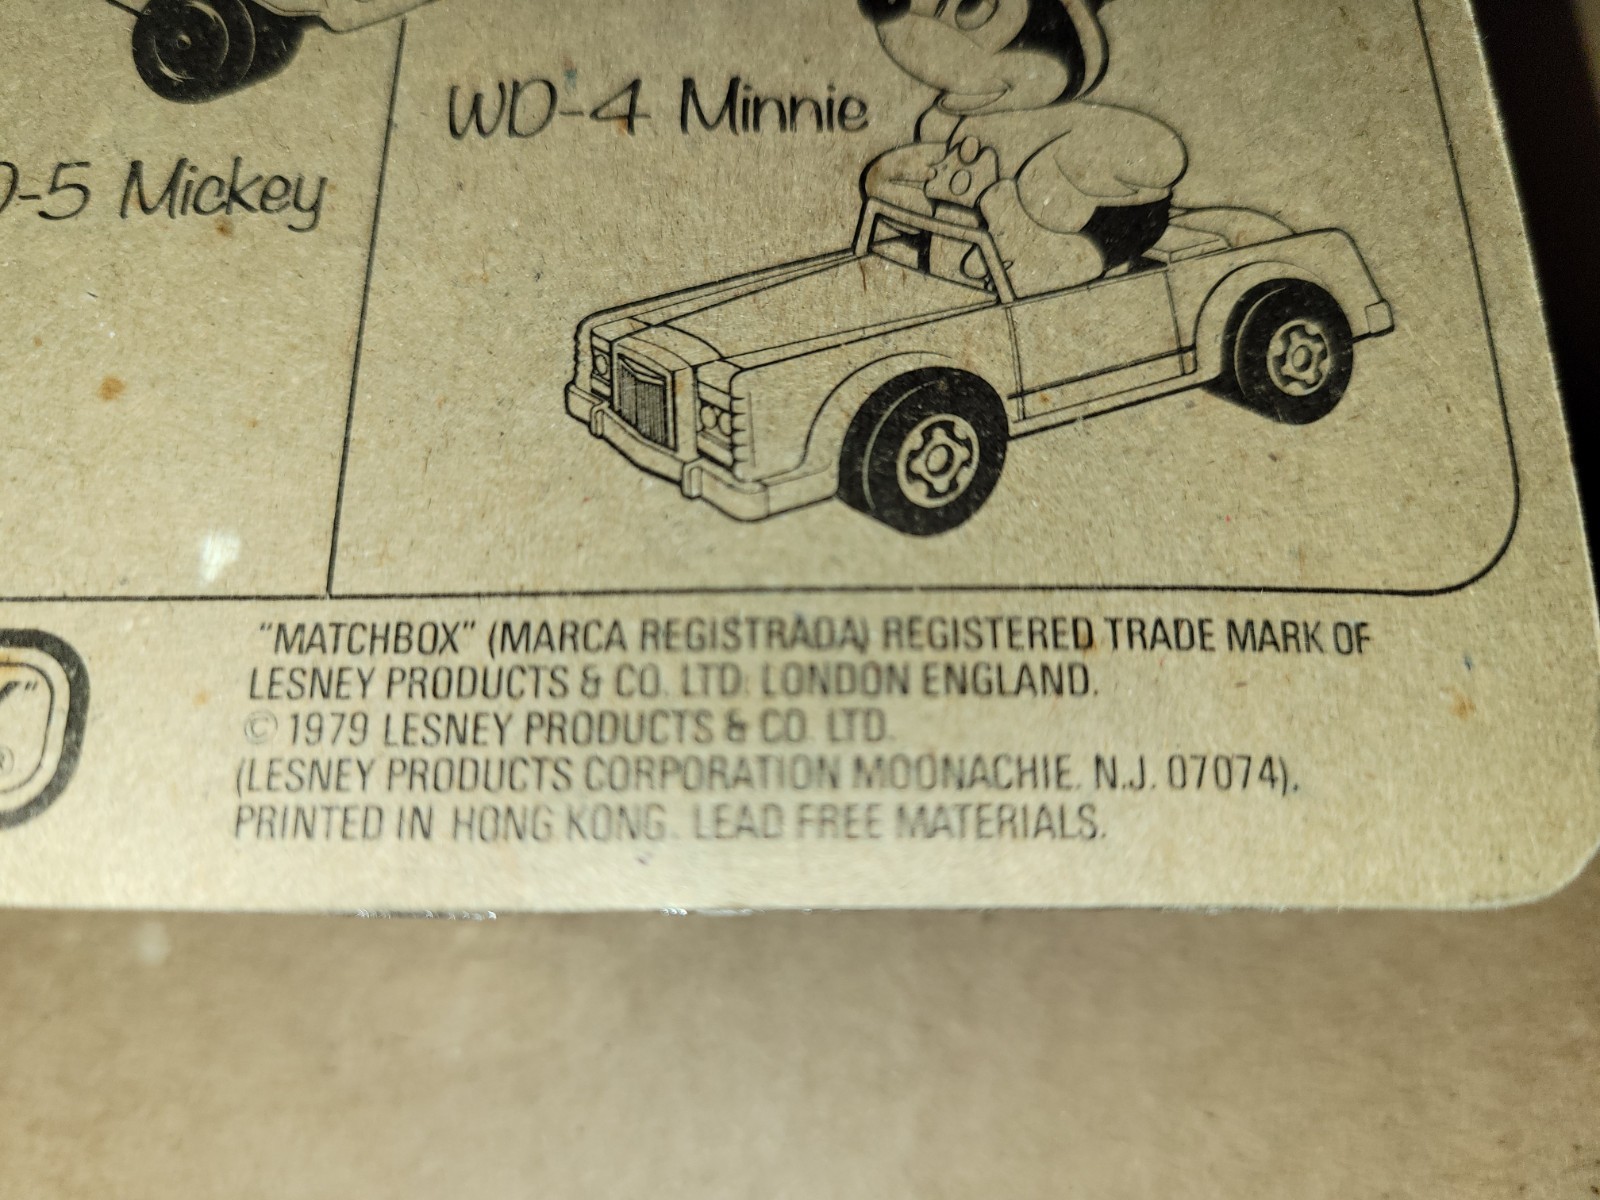 WD-4 Minnie
-5 Mickey
"MATCHBOX" (MARCA REGISTRADA) REGISTERED TRADE MARK OF
LESNEY PRODUCTS & CO. LTD. LONDON ENGLAND.
© 1979 LESNEY PRODUCTS & CO. LTD.
(LESNEY PRODUCTS CORPORATION MOONACHIE. N.J. 07074).
PRINTED IN HONG KONG. LEAD FREE MATERIALS.